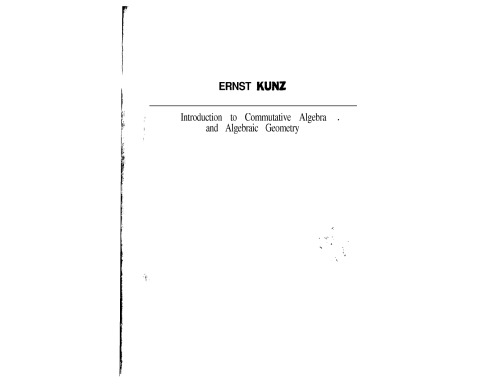 ERNST KUNZ
Introduction to Commutative Algebra
and Algebraic Geometry